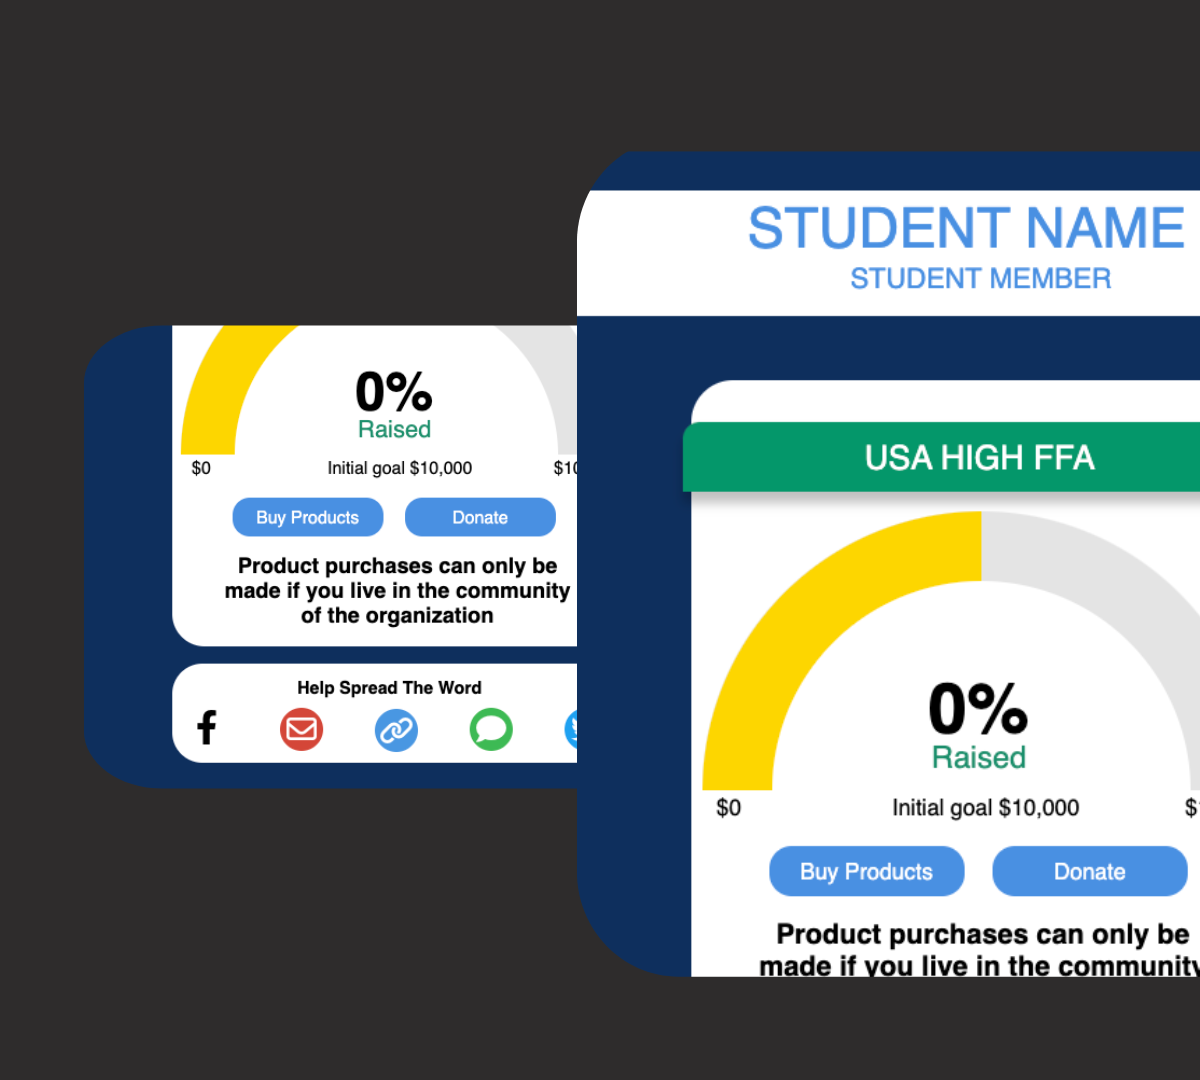 0%
Raised
$0
Initial goal $10,000
$10
Buy Products
Donate
Product purchases can only be
made if you live in the community
of the organization
Help Spread The Word
STUDENT NAME
STUDENT MEMBER
USA HIGH FFA
0%
Raised
$0
Initial goal $10,000
$
Buy Products
Donate
Product purchases can only be
made if you live in the community